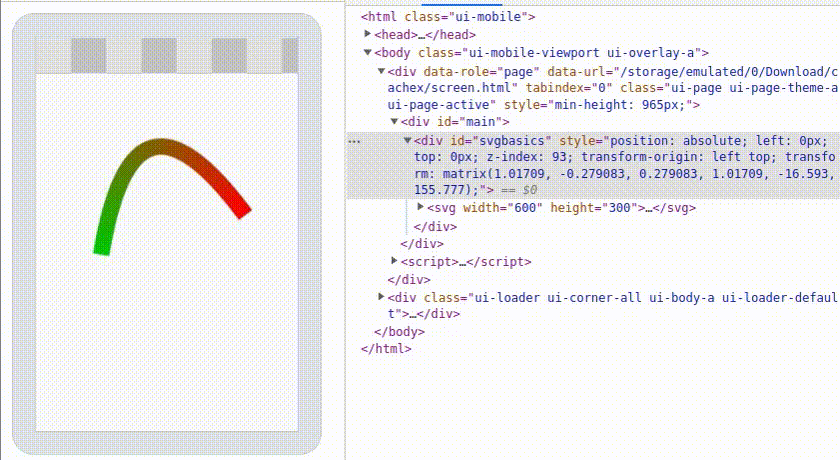 <html class="ui-mobile">
<head>…</head>
<body class="ui-mobile-viewport ui-overlay-a">
<div data-role="page" data-url="/storage/emulated/0/Download/c
achex/screen.html" tabindex="0" class="ui-page ui-page-theme-a
ui-page-active" style="min-height: 965px;">
<div id="main">
<div id="svgbasics" style="position: absolute; left: 0px;
top: 0px; z-index: 93; transform-origin: left top; transfo
rm: matrix(1.01709, -0.279083, 0.279083, 1.01709, -16.593,
155.777);"> == $0
<svg width="600" height="300">…</svg>
</div>
</div>
<script>…</script>
</div>
<div class="ui-loader ui-corner-all ui-body-a ui-loader-defaul
t">…</div>
</body>
</html>